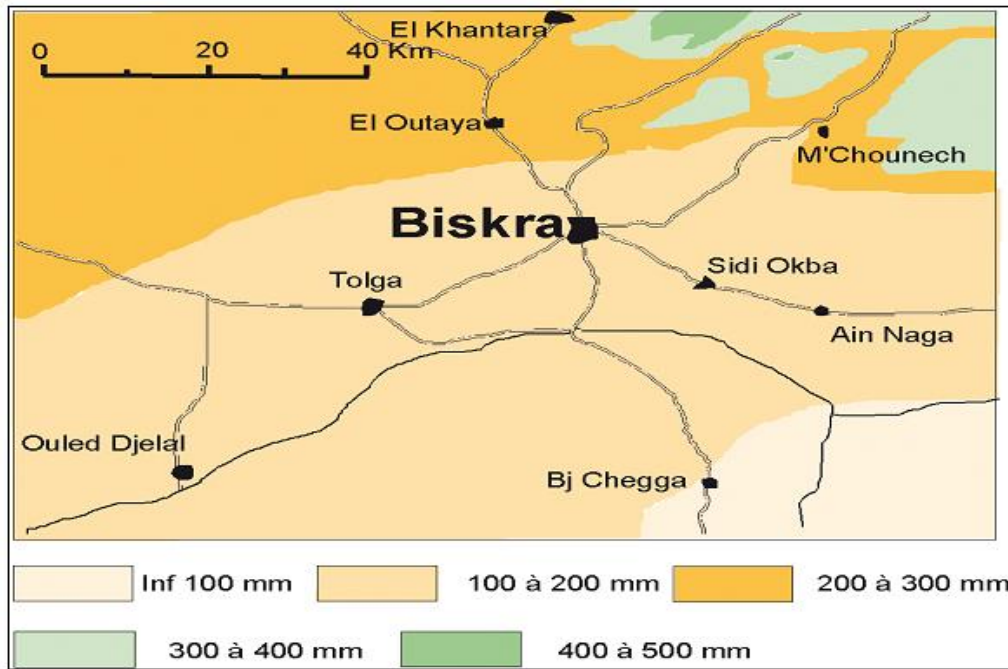 El Khantara
0 20 40 Km
El Outaya
M'Chounech
Biskra
Sidi Okba
Tolga
Ain Naga
Ouled Djelal
Bj Chegga
Inf 100 mm 100 à 200 mm 200 à 300 mm
300 à 400 mm 400 à 500 mm